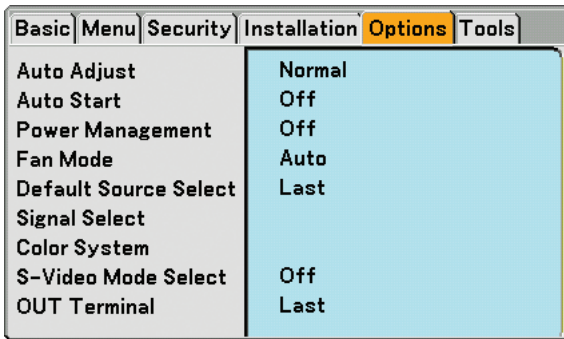 Basic Menu Security Installation Options Tools
Auto Adjust Normal
Auto Start Off
Power Management Off
Fan Mode Auto
Default Source Select Last
Signal Select
Color System
S-Video Mode Select Off
OUT Terminal Last